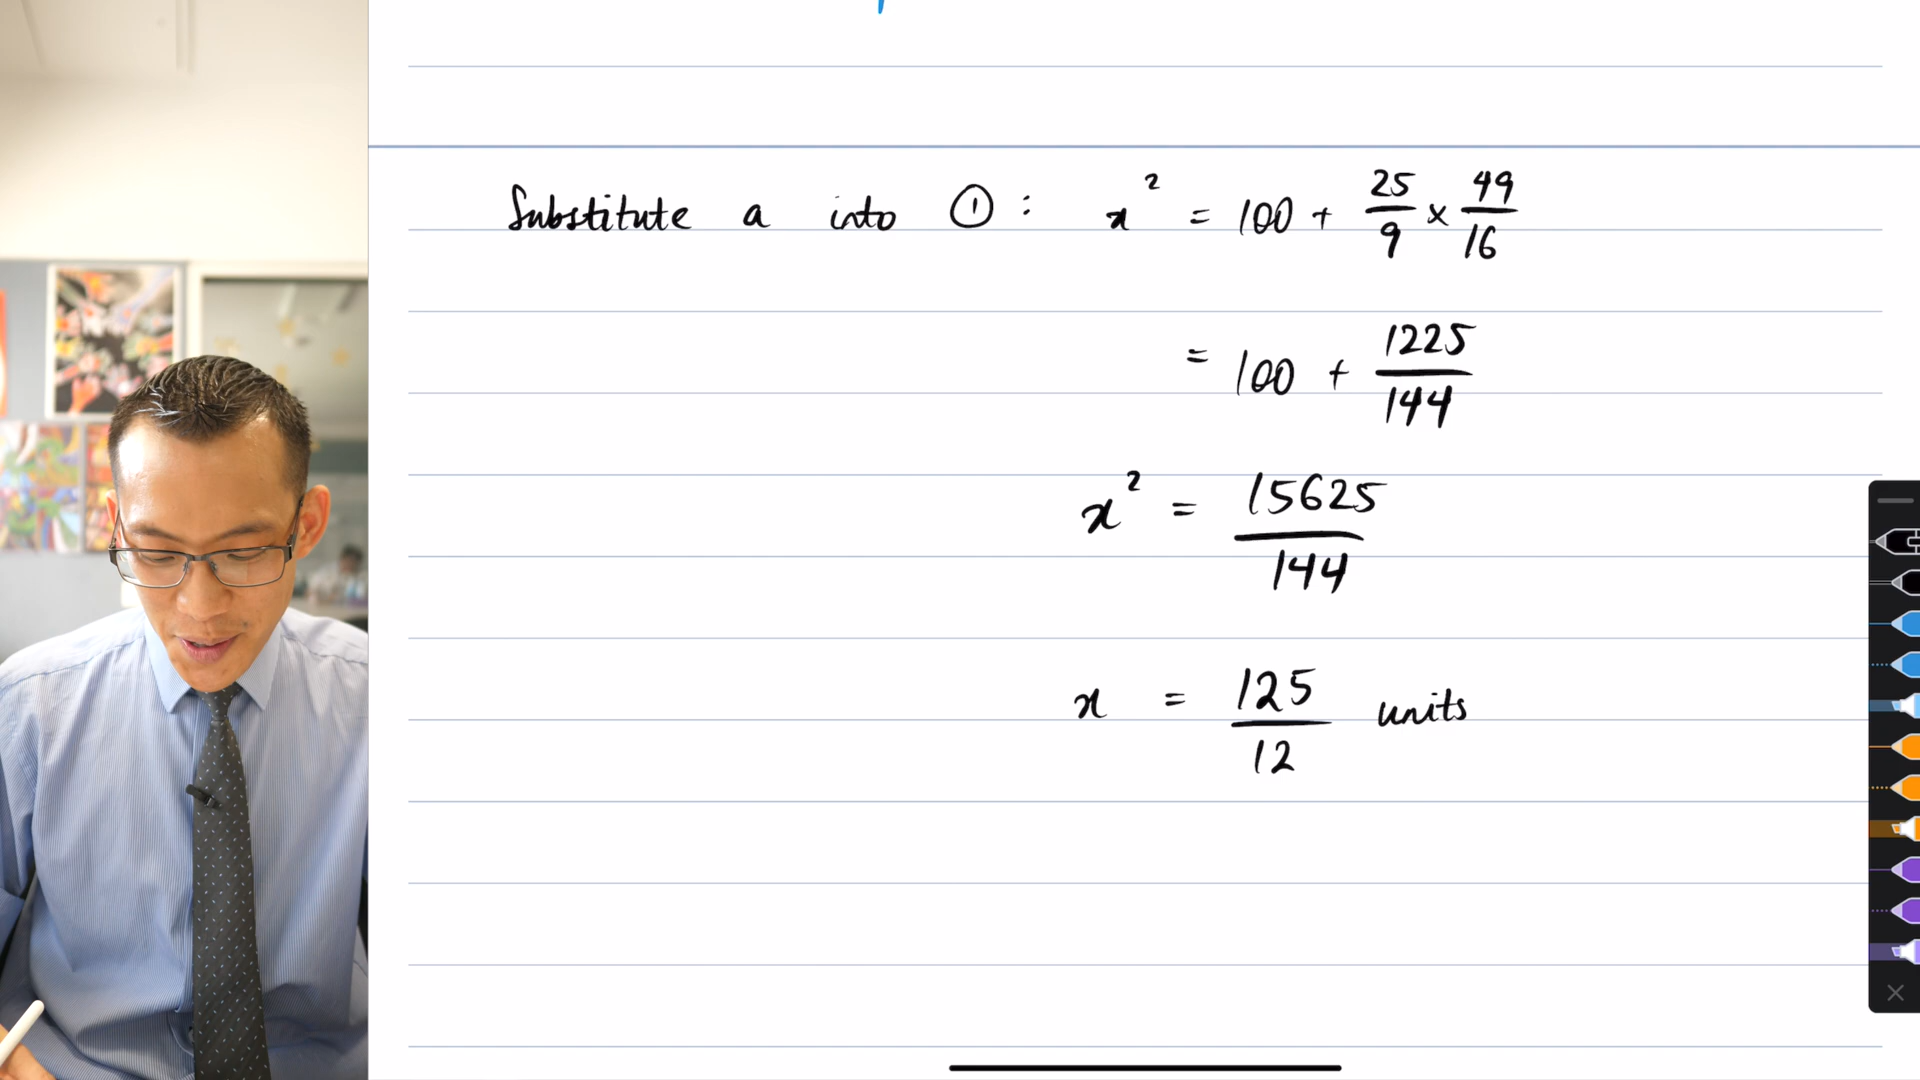 Substitute a into ①: x² = 100 + 25/9 × 49/16
= 100 + 1225/144
x² = 15625/144
x = 125/12 units